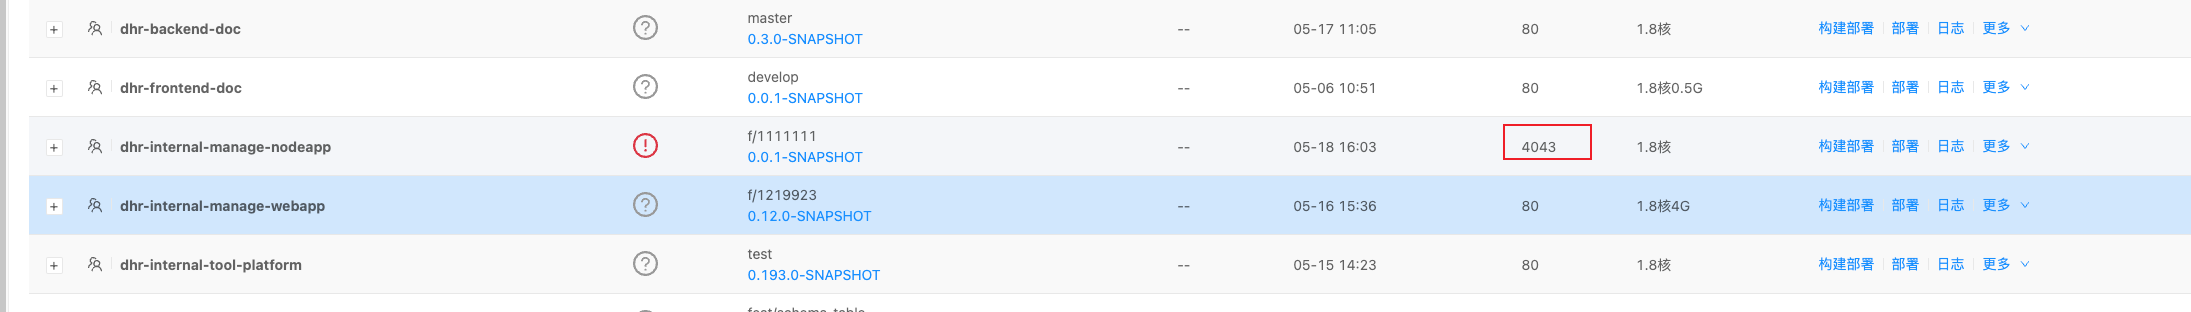 dhr-backend-doc
master
0.3.0-SNAPSHOT
--
05-17 11:05
80
1.8核
构建部署 部署 日志 更多
dhr-frontend-doc
develop
0.0.1-SNAPSHOT
--
05-06 10:51
80
1.8核0.5G
构建部署 部署 日志 更多
dhr-internal-manage-nodeapp
f/1111111
0.0.1-SNAPSHOT
--
05-18 16:03
4043
1.8核
构建部署 部署 日志 更多
dhr-internal-manage-webapp
f/1219923
0.12.0-SNAPSHOT
--
05-16 15:36
80
1.8核4G
构建部署 部署 日志 更多
dhr-internal-tool-platform
test
0.193.0-SNAPSHOT
--
05-15 14:23
80
1.8核
构建部署 部署 日志 更多